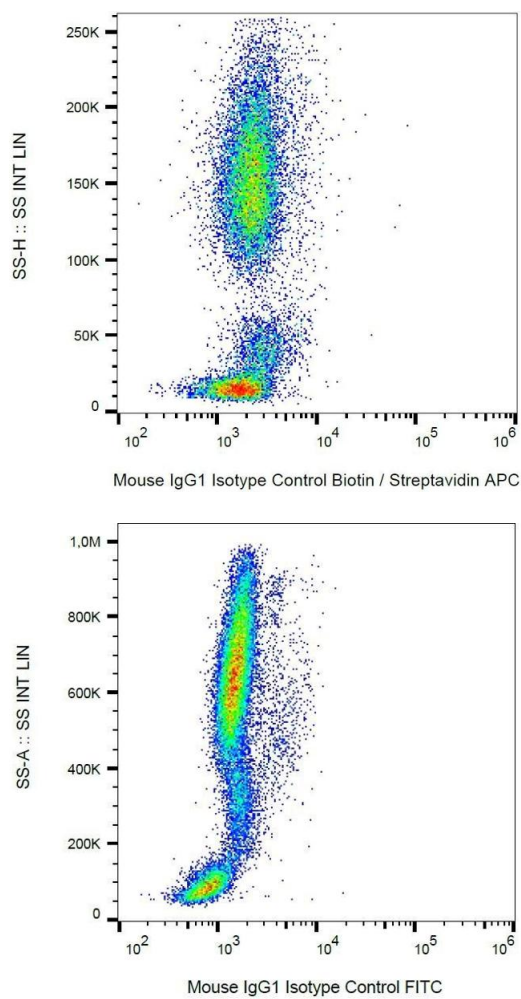 250K
200K
SS-H :: SS INT LIN
150K
100K
50K
0
10² 10³ 10⁴ 10⁵ 10⁶
Mouse IgG1 Isotype Control Biotin / Streptavidin APC
1,0M
800K
SS-A :: SS INT LIN
600K
400K
200K
0
10² 10³ 10⁴ 10⁵ 10⁶
Mouse IgG1 Isotype Control FITC